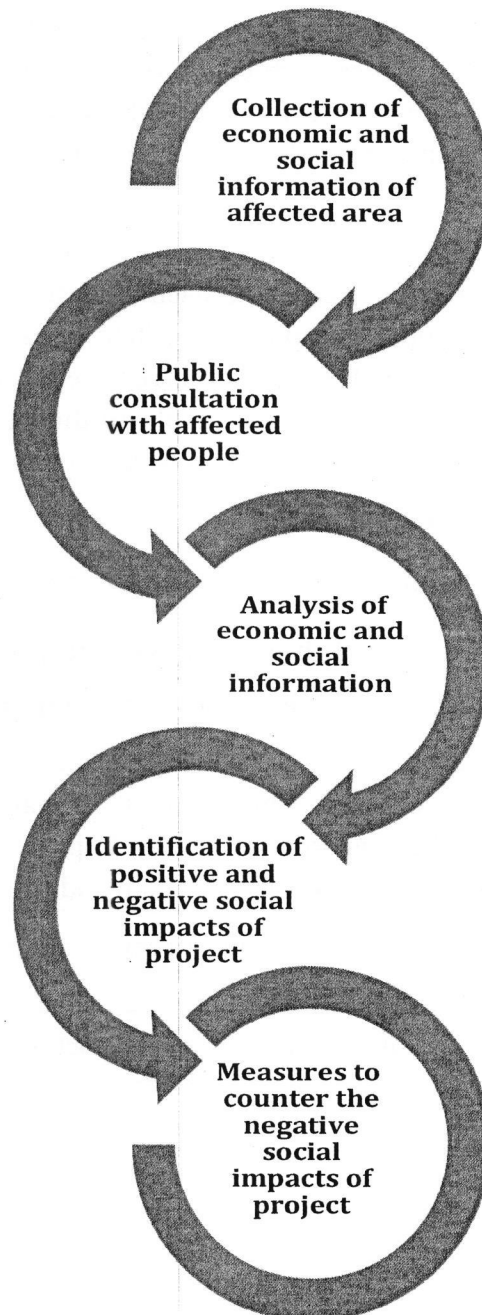 Collection of
economic and
social
information of
affected area
Public
consultation
with affected
people
Analysis of
economic and
social
information
Identification of
positive and
negative social
impacts of
project
Measures to
counter the
negative
social
impacts of
project